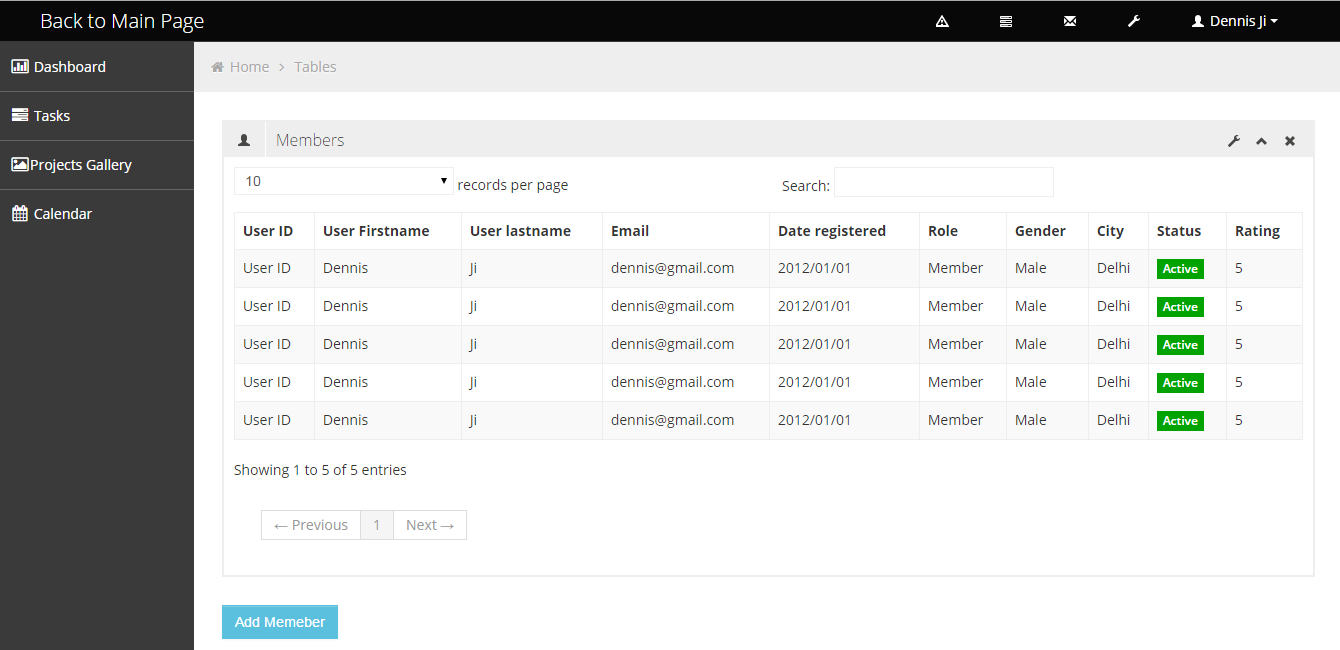 Back to Main Page
Dennis Ji
Dashboard
Tasks
Projects Gallery
Calendar
Home > Tables
Members
10 records per page Search:
User ID User Firstname User lastname Email Date registered Role Gender City Status Rating
User ID Dennis Ji dennis@gmail.com 2012/01/01 Member Male Delhi Active 5
User ID Dennis Ji dennis@gmail.com 2012/01/01 Member Male Delhi Active 5
User ID Dennis Ji dennis@gmail.com 2012/01/01 Member Male Delhi Active 5
User ID Dennis Ji dennis@gmail.com 2012/01/01 Member Male Delhi Active 5
User ID Dennis Ji dennis@gmail.com 2012/01/01 Member Male Delhi Active 5
Showing 1 to 5 of 5 entries
← Previous 1 Next →
Add Memeber